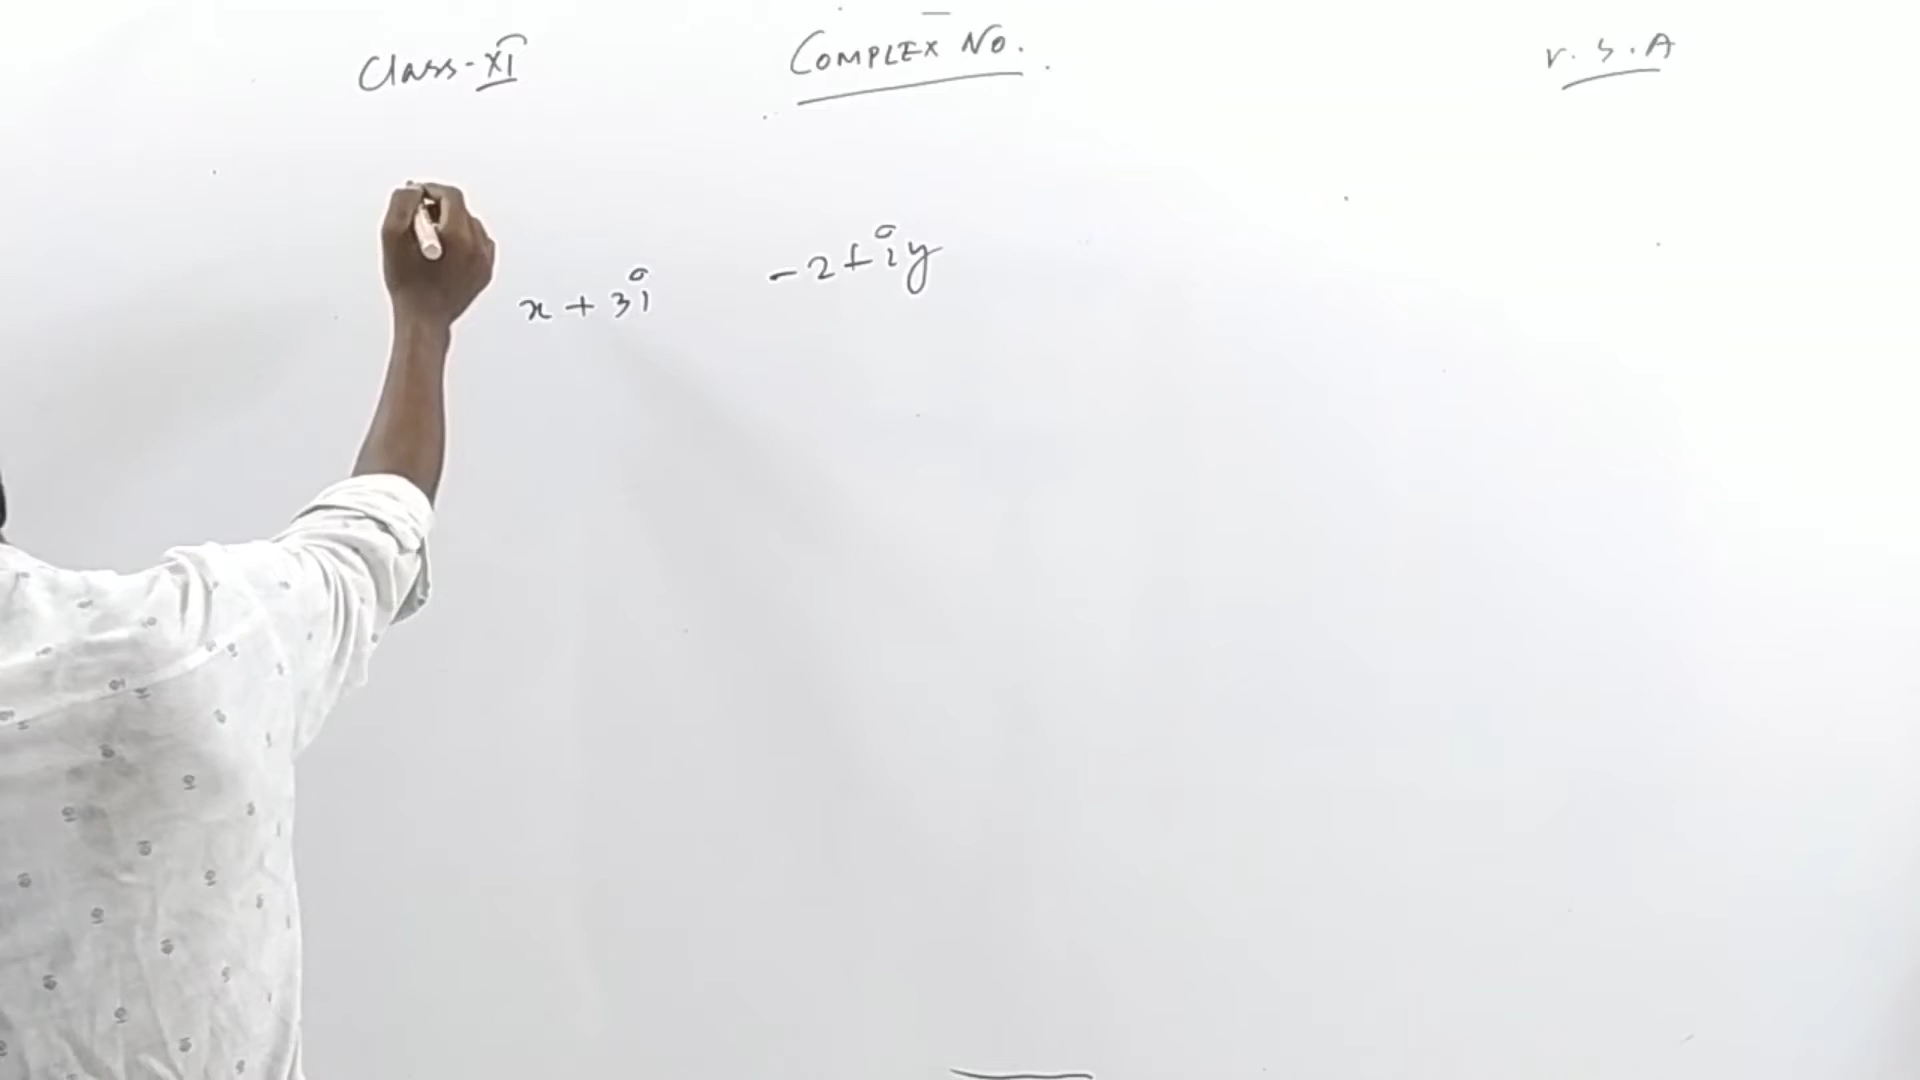 Class-XI COMPLEX NO. r.s.A
x + 3i -2 + iy